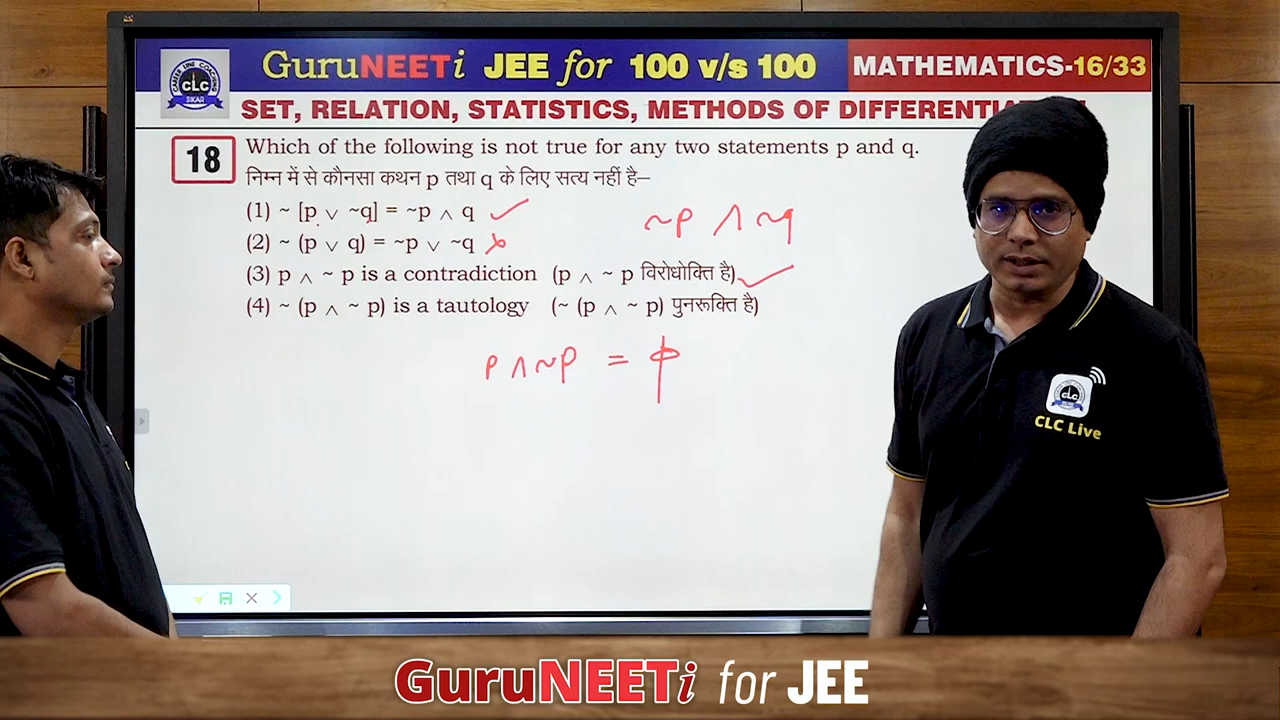 GuruNEETi JEE for 100 v/s 100 MATHEMATICS-16/33
SET, RELATION, STATISTICS, METHODS OF
18 Which of the following is not true for any two statements p and q.
निम्न में से कौनसा कथन p तथा q के लिए सत्य नहीं है–
(1) ~ [p ∨ ~q] = ~p ∧ q
~p ∧ ~q
(2) ~ (p ∨ q) = ~p ∨ ~q
(3) p ∧ ~ p is a contradiction (p ∧ ~ p विरोधोक्ति है)
(4) ~ (p ∧ ~ p) is a tautology (~ (p ∧ ~ p) पुनरूक्ति है)
p ∧ ~p = ϕ
CLC
SIKAR
CLC
CLC Live
GuruNEETi for JEE